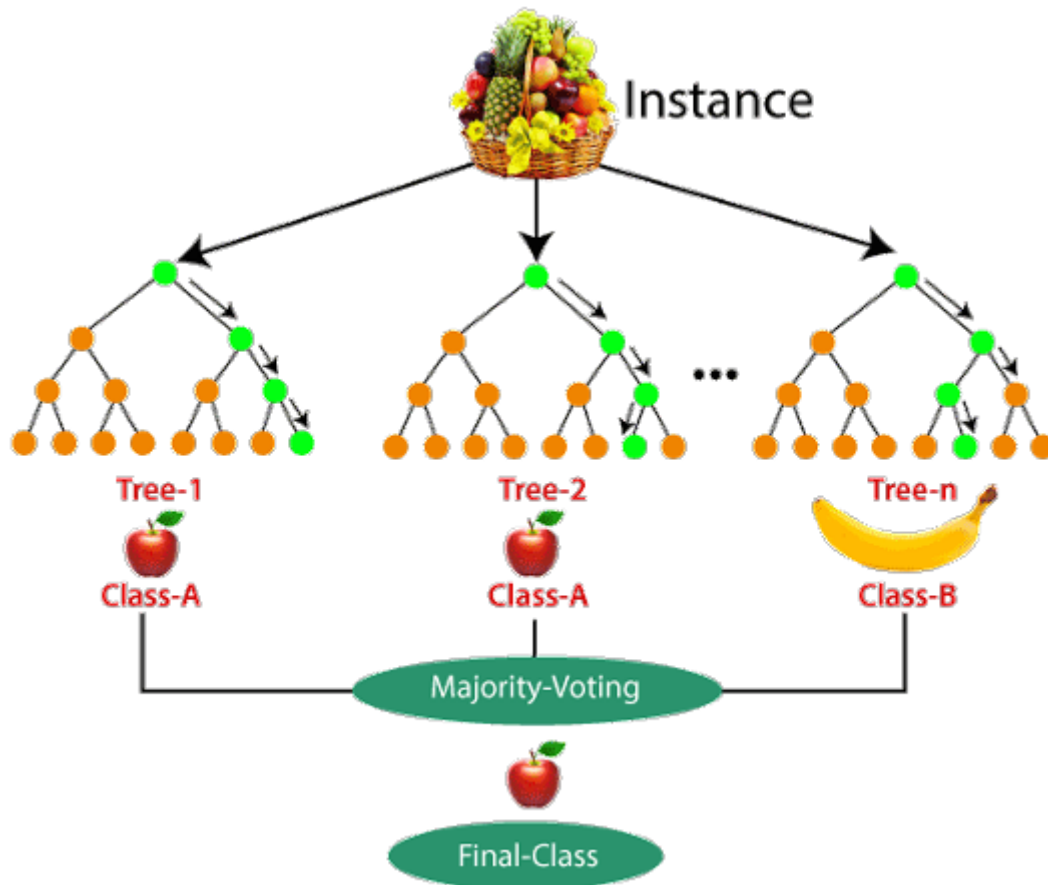 Instance
Tree-1
Tree-2
Tree-n
Class-A
Class-A
Class-B
Majority-Voting
Final-Class